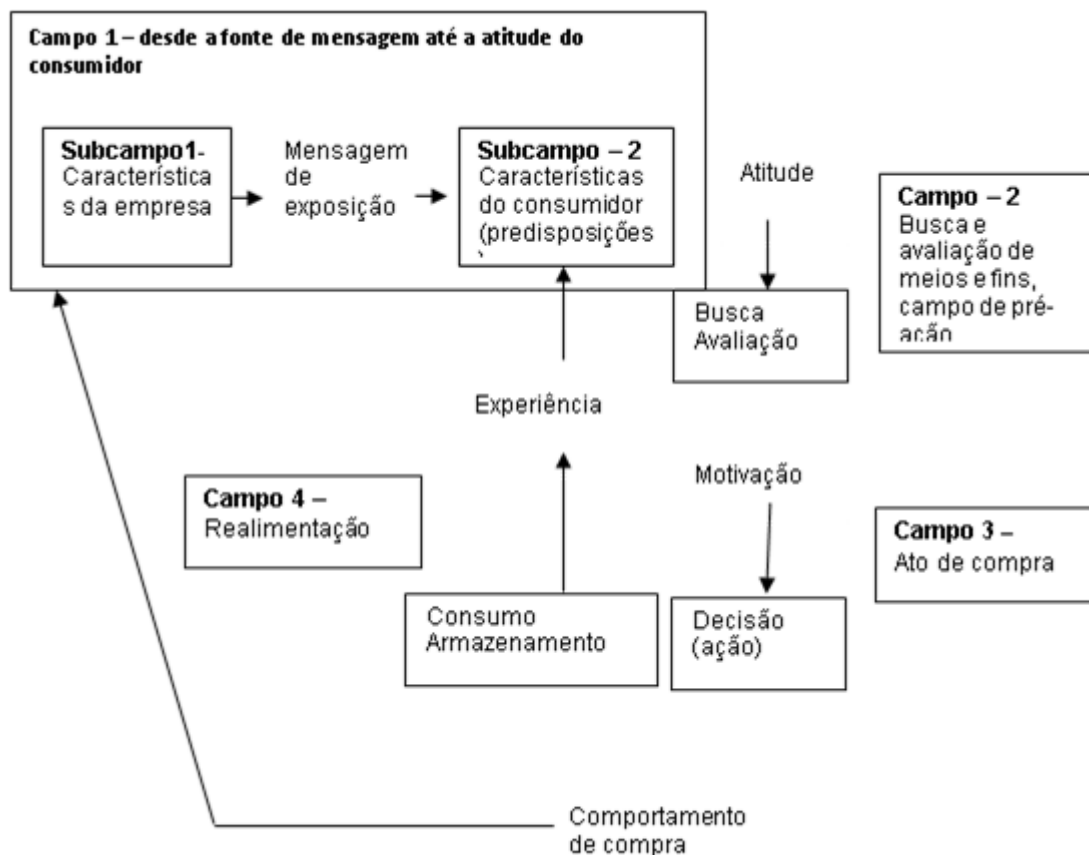 Campo 1 – desde a fonte de mensagem até a atitude do
consumidor
Subcampo1-
Característica
s da empresa
Mensagem
de
exposição
Subcampo – 2
Características
do consumidor
(predisposições
Atitude
Campo – 2
Busca e
avaliação de
meios e fins,
campo de pré-
ação
Busca
Avaliação
Experiência
Motivação
Campo 4 –
Realimentação
Campo 3 –
Ato de compra
Consumo
Armazenamento
Decisão
(ação)
Comportamento
de compra